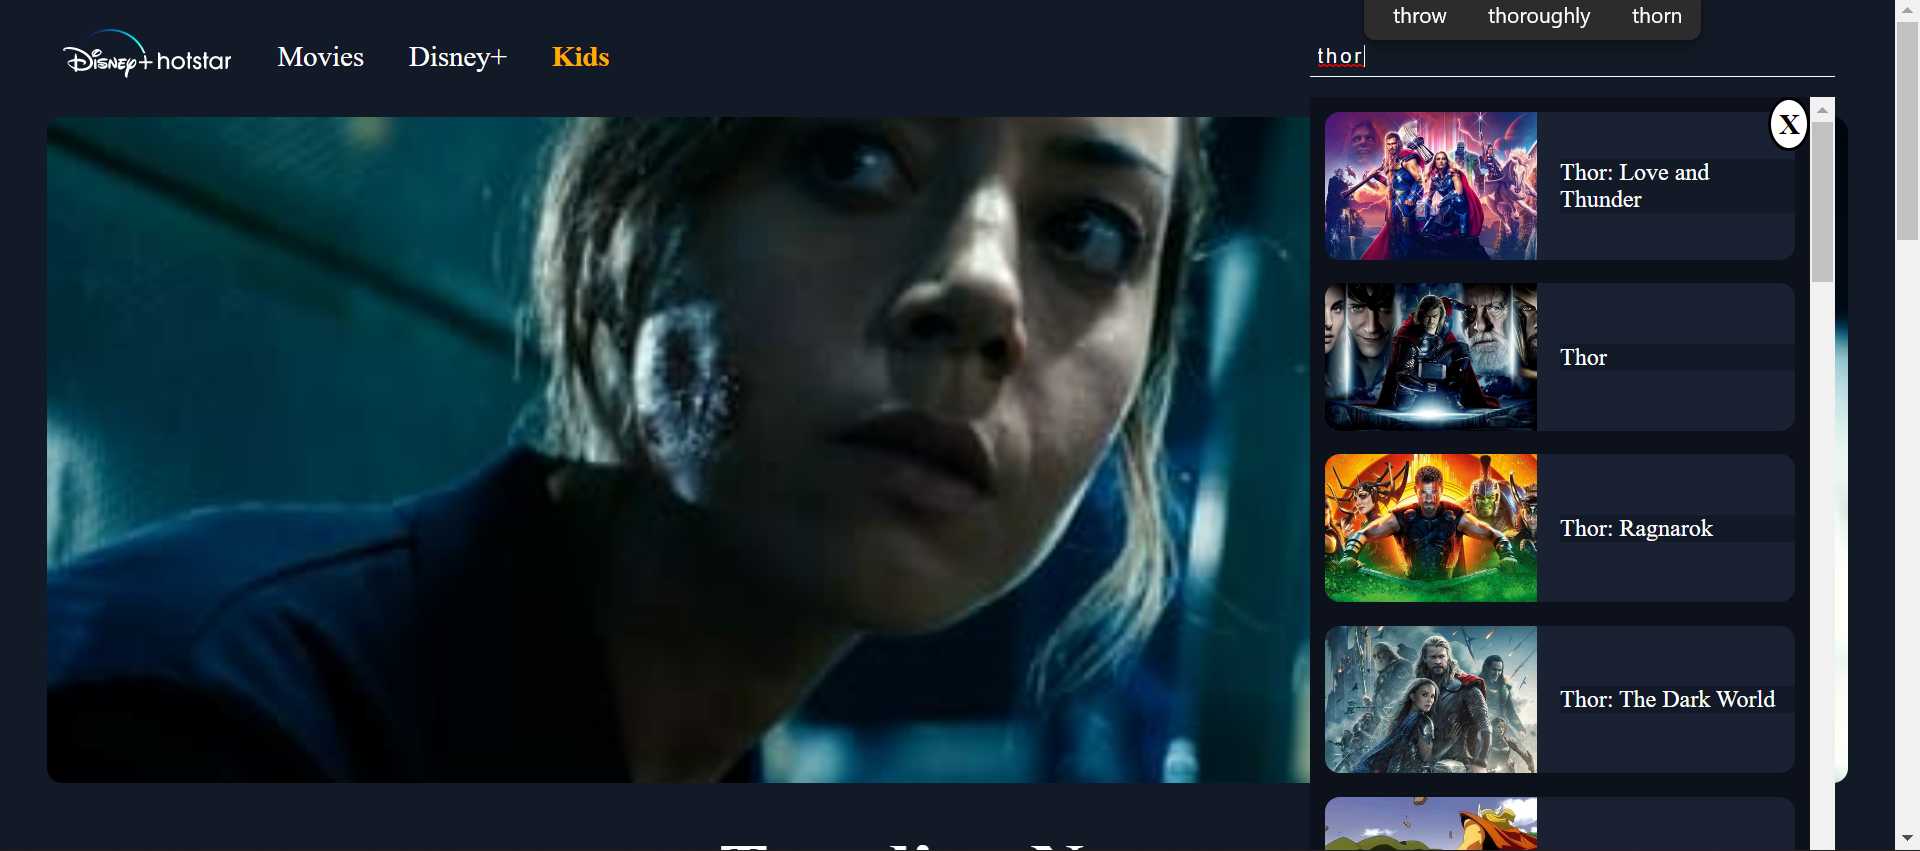 throw thoroughly thorn
Disney+ hotstar Movies Disney+ Kids
thor
X
Thor: Love and
Thunder
Thor
Thor: Ragnarok
Thor: The Dark World